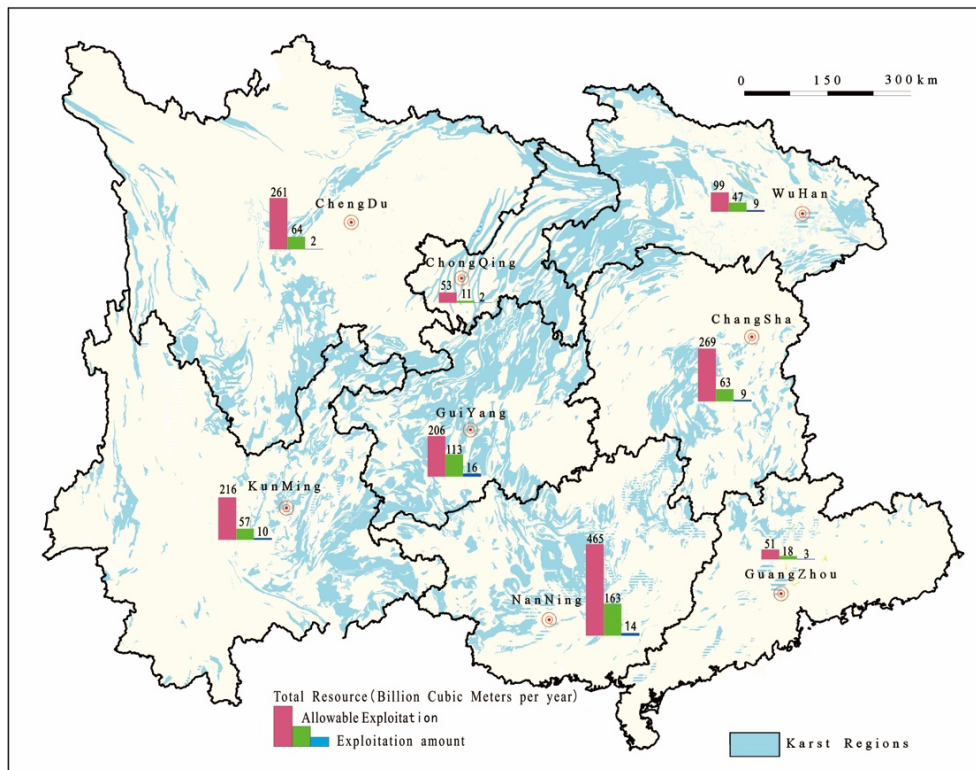 0 150 300km
261
64
2
ChengDu
99
47
9
WuHan
ChongQing
53
11
2
ChangSha
269
63
9
GuiYang
206
113
16
216
57
10
KunMing
465
163
14
NanNing
51
18
3
GuangZhou
Total Resource(Billion Cubic Meters per year)
Allowable Exploitation
Exploitation amount
Karst Regions